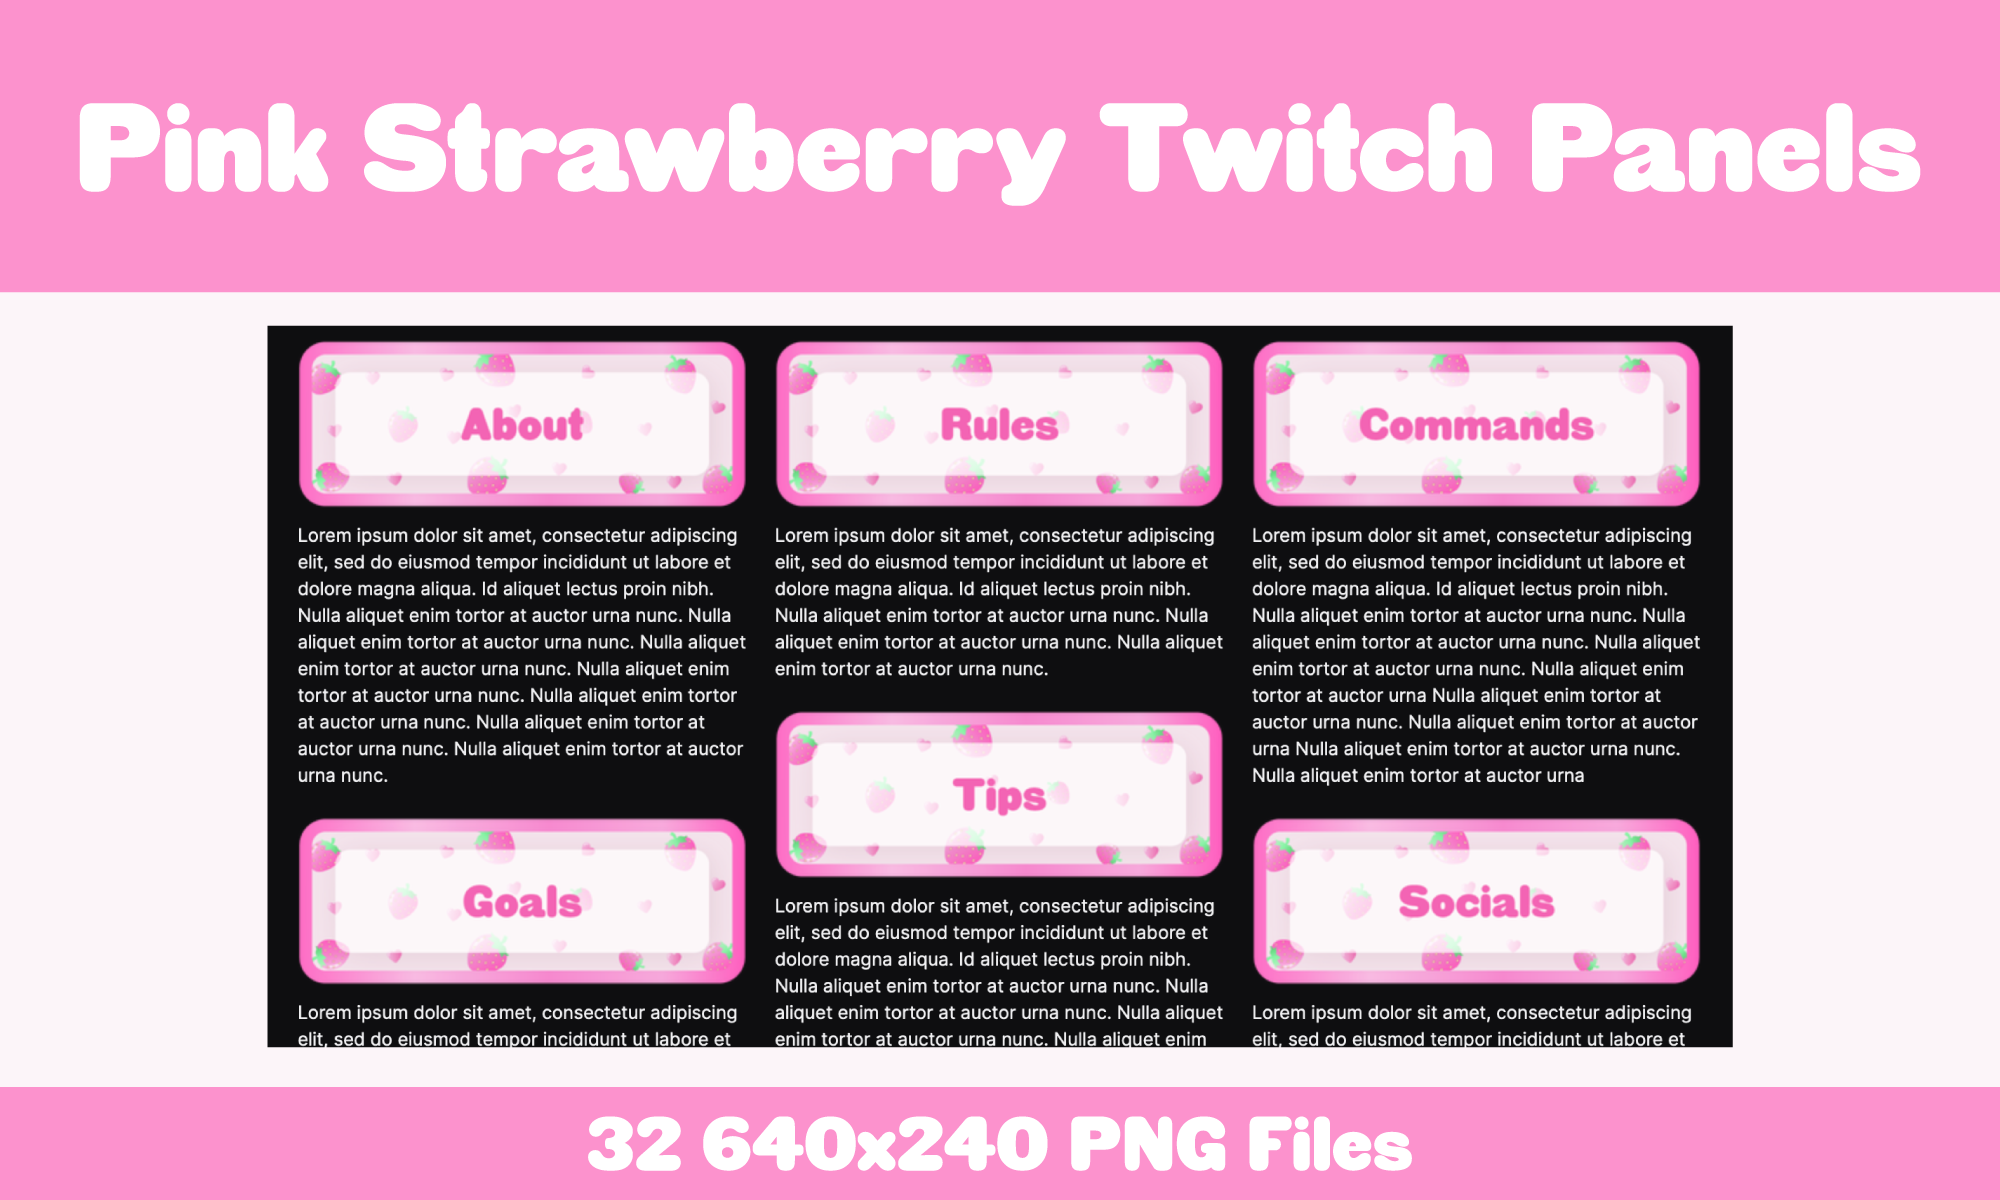 Pink Strawberry Twitch Panels
About
Lorem ipsum dolor sit amet, consectetur adipiscing
elit, sed do eiusmod tempor incididunt ut labore et
dolore magna aliqua. Id aliquet lectus proin nibh.
Nulla aliquet enim tortor at auctor urna nunc. Nulla
aliquet enim tortor at auctor urna nunc. Nulla aliquet
enim tortor at auctor urna nunc. Nulla aliquet enim
tortor at auctor urna nunc. Nulla aliquet enim tortor
at auctor urna nunc. Nulla aliquet enim tortor at
auctor urna nunc. Nulla aliquet enim tortor at auctor
urna nunc.
Goals
Lorem ipsum dolor sit amet, consectetur adipiscing
elit, sed do eiusmod tempor incididunt ut labore et
Rules
Lorem ipsum dolor sit amet, consectetur adipiscing
elit, sed do eiusmod tempor incididunt ut labore et
dolore magna aliqua. Id aliquet lectus proin nibh.
Nulla aliquet enim tortor at auctor urna nunc. Nulla
aliquet enim tortor at auctor urna nunc. Nulla aliquet
enim tortor at auctor urna nunc.
Tips
Lorem ipsum dolor sit amet, consectetur adipiscing
elit, sed do eiusmod tempor incididunt ut labore et
dolore magna aliqua. Id aliquet lectus proin nibh.
Nulla aliquet enim tortor at auctor urna nunc. Nulla
aliquet enim tortor at auctor urna nunc. Nulla aliquet
enim tortor at auctor urna nunc. Nulla aliquet enim
Commands
Lorem ipsum dolor sit amet, consectetur adipiscing
elit, sed do eiusmod tempor incididunt ut labore et
dolore magna aliqua. Id aliquet lectus proin nibh.
Nulla aliquet enim tortor at auctor urna nunc. Nulla
aliquet enim tortor at auctor urna nunc. Nulla aliquet
enim tortor at auctor urna nunc. Nulla aliquet enim
tortor at auctor urna Nulla aliquet enim tortor at
auctor urna nunc. Nulla aliquet enim tortor at auctor
urna Nulla aliquet enim tortor at auctor urna nunc.
Nulla aliquet enim tortor at auctor urna
Socials
Lorem ipsum dolor sit amet, consectetur adipiscing
elit, sed do eiusmod tempor incididunt ut labore et
32 640x240 PNG Files